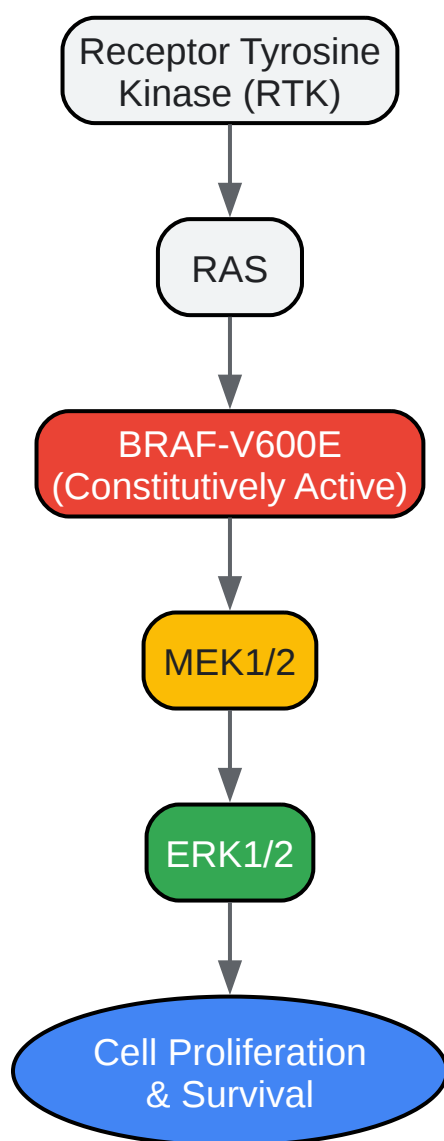 Receptor Tyrosine
Kinase (RTK)
RAS
BRAF-V600E
(Constitutively Active)
MEK1/2
ERK1/2
Cell Proliferation
& Survival